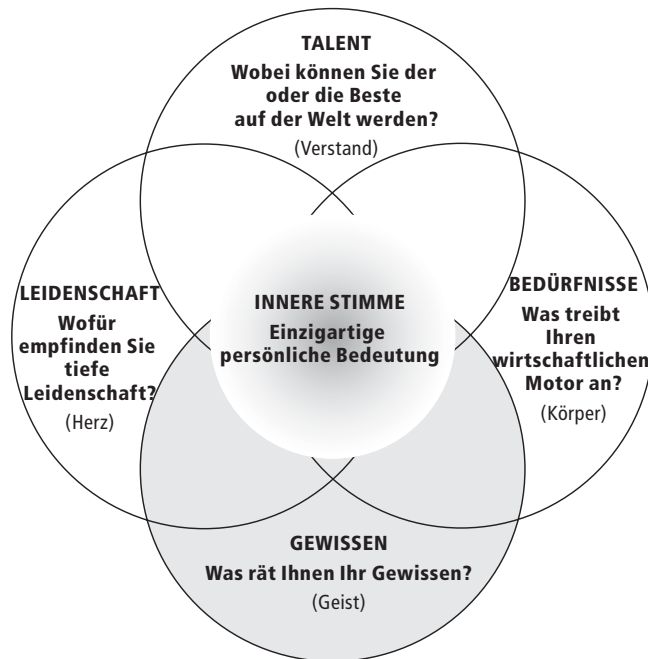 TALENT
Wobei können Sie der
oder die Beste
auf der Welt werden?
(Verstand)
LEIDENSCHAFT
Wofür
empfinden Sie
tiefe
Leidenschaft?
(Herz)
INNERE STIMME
Einzigartige
persönliche Bedeutung
BEDÜRFNISSE
Was treibt
Ihren
wirtschaftlichen
Motor an?
(Körper)
GEWISSEN
Was rät Ihnen Ihr Gewissen?
(Geist)